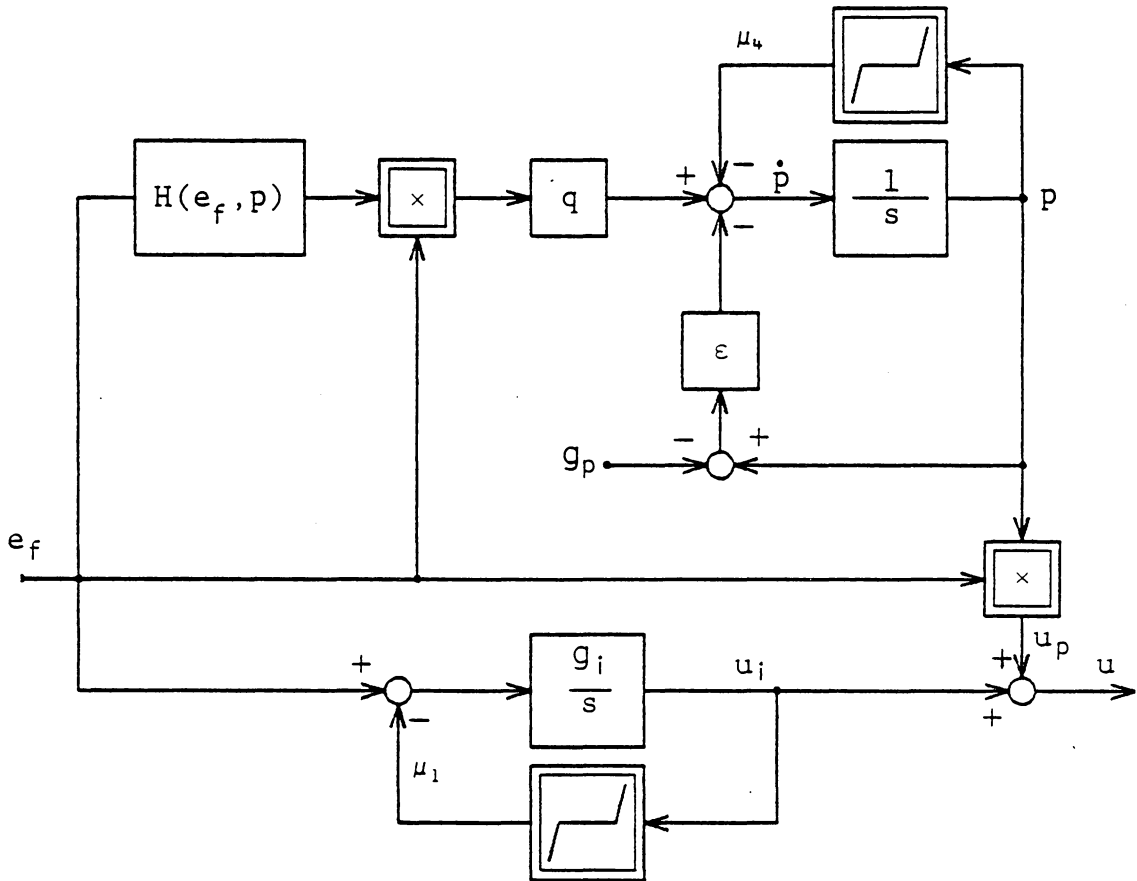 μ₄
H(e_f,p)
×
q
+
−
−
ṗ
1
s
p
ε
g_p
−
+
e_f
×
u_p
+
−
g_i
s
u_i
+
+
u
μ₁